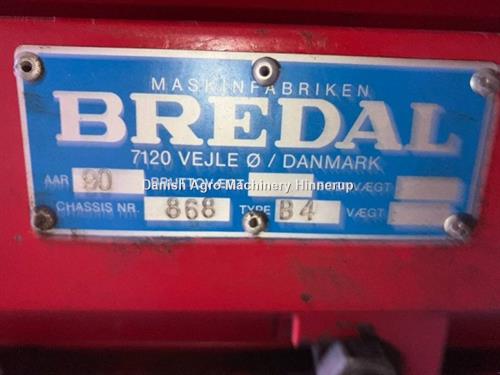 MASKINFABRIKEN
BREDAL
7120 VEJLE Ø / DANMARK
AAR 90 VÆGT
Danish Agro Machinery Hinnerup
CHASSIS NR. 868 TYPE B4 VÆGT